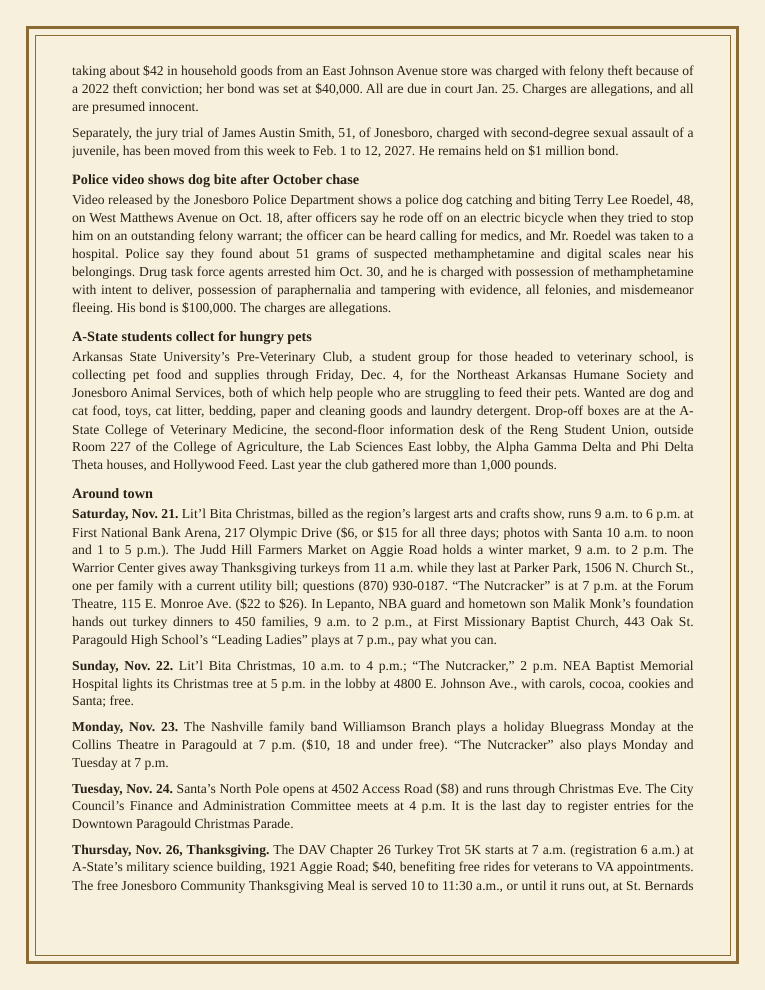 taking about $42 in household goods from an East Johnson Avenue store was charged with felony theft because of
a 2022 theft conviction; her bond was set at $40,000. All are due in court Jan. 25. Charges are allegations, and all
are presumed innocent.
Separately, the jury trial of James Austin Smith, 51, of Jonesboro, charged with second-degree sexual assault of a
juvenile, has been moved from this week to Feb. 1 to 12, 2027. He remains held on $1 million bond.
Police video shows dog bite after October chase
Video released by the Jonesboro Police Department shows a police dog catching and biting Terry Lee Roedel, 48,
on West Matthews Avenue on Oct. 18, after officers say he rode off on an electric bicycle when they tried to stop
him on an outstanding felony warrant; the officer can be heard calling for medics, and Mr. Roedel was taken to a
hospital. Police say they found about 51 grams of suspected methamphetamine and digital scales near his
belongings. Drug task force agents arrested him Oct. 30, and he is charged with possession of methamphetamine
with intent to deliver, possession of paraphernalia and tampering with evidence, all felonies, and misdemeanor
fleeing. His bond is $100,000. The charges are allegations.
A-State students collect for hungry pets
Arkansas State University’s Pre-Veterinary Club, a student group for those headed to veterinary school, is
collecting pet food and supplies through Friday, Dec. 4, for the Northeast Arkansas Humane Society and
Jonesboro Animal Services, both of which help people who are struggling to feed their pets. Wanted are dog and
cat food, toys, cat litter, bedding, paper and cleaning goods and laundry detergent. Drop-off boxes are at the A-
State College of Veterinary Medicine, the second-floor information desk of the Reng Student Union, outside
Room 227 of the College of Agriculture, the Lab Sciences East lobby, the Alpha Gamma Delta and Phi Delta
Theta houses, and Hollywood Feed. Last year the club gathered more than 1,000 pounds.
Around town
Saturday, Nov. 21. Lit’l Bita Christmas, billed as the region’s largest arts and crafts show, runs 9 a.m. to 6 p.m. at
First National Bank Arena, 217 Olympic Drive ($6, or $15 for all three days; photos with Santa 10 a.m. to noon
and 1 to 5 p.m.). The Judd Hill Farmers Market on Aggie Road holds a winter market, 9 a.m. to 2 p.m. The
Warrior Center gives away Thanksgiving turkeys from 11 a.m. while they last at Parker Park, 1506 N. Church St.,
one per family with a current utility bill; questions (870) 930-0187. “The Nutcracker” is at 7 p.m. at the Forum
Theatre, 115 E. Monroe Ave. ($22 to $26). In Lepanto, NBA guard and hometown son Malik Monk’s foundation
hands out turkey dinners to 450 families, 9 a.m. to 2 p.m., at First Missionary Baptist Church, 443 Oak St.
Paragould High School’s “Leading Ladies” plays at 7 p.m., pay what you can.
Sunday, Nov. 22. Lit’l Bita Christmas, 10 a.m. to 4 p.m.; “The Nutcracker,” 2 p.m. NEA Baptist Memorial
Hospital lights its Christmas tree at 5 p.m. in the lobby at 4800 E. Johnson Ave., with carols, cocoa, cookies and
Santa; free.
Monday, Nov. 23. The Nashville family band Williamson Branch plays a holiday Bluegrass Monday at the
Collins Theatre in Paragould at 7 p.m. ($10, 18 and under free). “The Nutcracker” also plays Monday and
Tuesday at 7 p.m.
Tuesday, Nov. 24. Santa’s North Pole opens at 4502 Access Road ($8) and runs through Christmas Eve. The City
Council’s Finance and Administration Committee meets at 4 p.m. It is the last day to register entries for the
Downtown Paragould Christmas Parade.
Thursday, Nov. 26, Thanksgiving. The DAV Chapter 26 Turkey Trot 5K starts at 7 a.m. (registration 6 a.m.) at
A-State’s military science building, 1921 Aggie Road; $40, benefiting free rides for veterans to VA appointments.
The free Jonesboro Community Thanksgiving Meal is served 10 to 11:30 a.m., or until it runs out, at St. Bernards